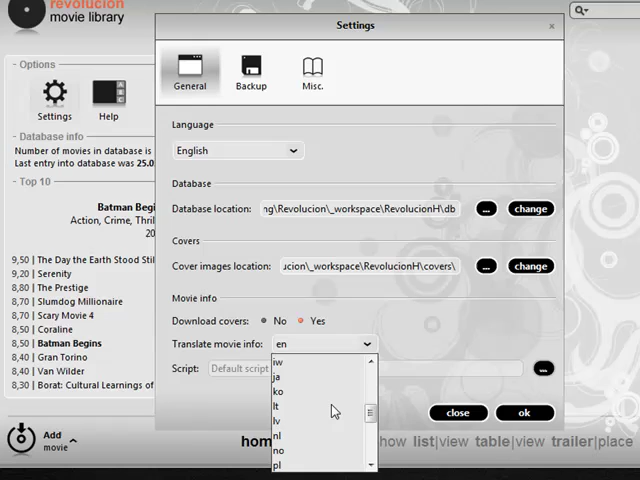 revolucion
movie library
Settings
×
General
Backup
Misc.
Options
Settings
A
B
C
Help
Database info
Number of movies in database is
Last entry into database was 25.0
Top 10
Batman Begin
Action, Crime, Thril
20
9,50 | The Day the Earth Stood Stil
9,20 | Serenity
8,80 | The Prestige
8,70 | Slumdog Millionaire
8,70 | Scary Movie 4
8,50 | Coraline
8,50 | Batman Begins
8,40 | Gran Torino
8,40 | Van Wilder
8,30 | Borat: Cultural Learnings of
Language
English
Database
Database location: ng\Revolucion\_workspace\RevolucionH\db ... change
Covers
Cover images location: ucion\_workspace\RevolucionH\covers\ ... change
Movie info
Download covers: No Yes
Translate movie info: en
iw
ja
ko
lt
lv
nl
no
pl
Script: Default script ...
close ok
Add
movie
hom
how list|view table|view trailer|place